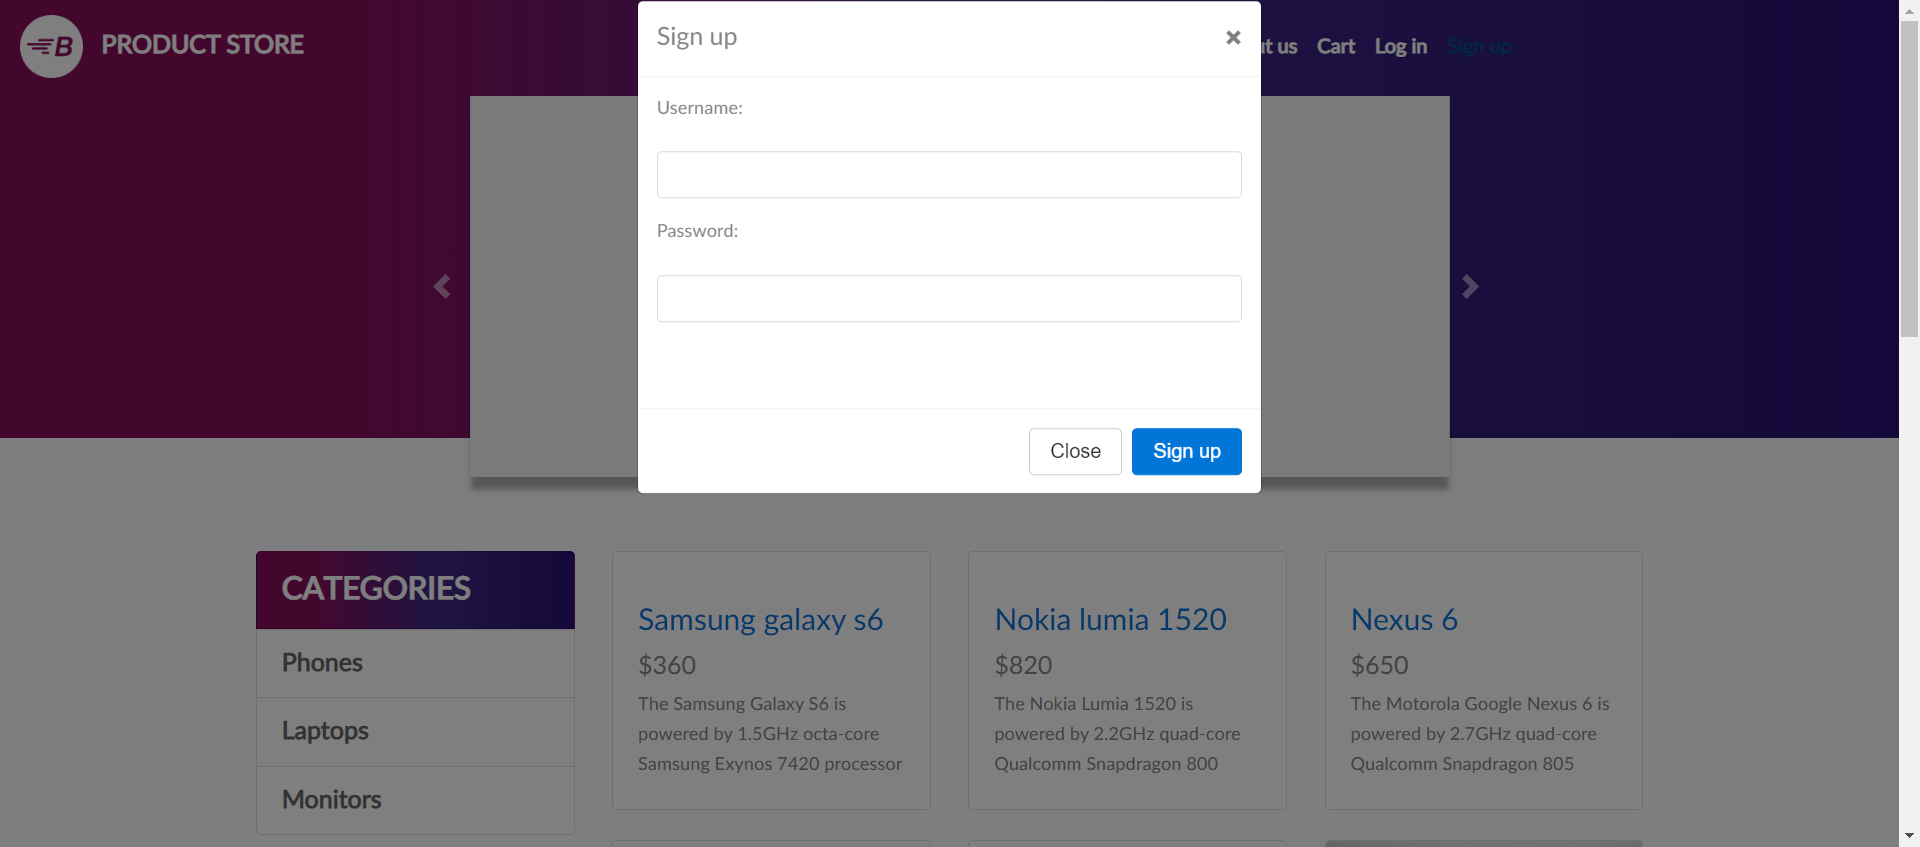 B PRODUCT STORE
t us Cart Log in Sign up
Sign up
×
Username:
Password:
Close Sign up
CATEGORIES
Phones
Laptops
Monitors
Samsung galaxy s6
$360
The Samsung Galaxy S6 is
powered by 1.5GHz octa-core
Samsung Exynos 7420 processor
Nokia lumia 1520
$820
The Nokia Lumia 1520 is
powered by 2.2GHz quad-core
Qualcomm Snapdragon 800
Nexus 6
$650
The Motorola Google Nexus 6 is
powered by 2.7GHz quad-core
Qualcomm Snapdragon 805